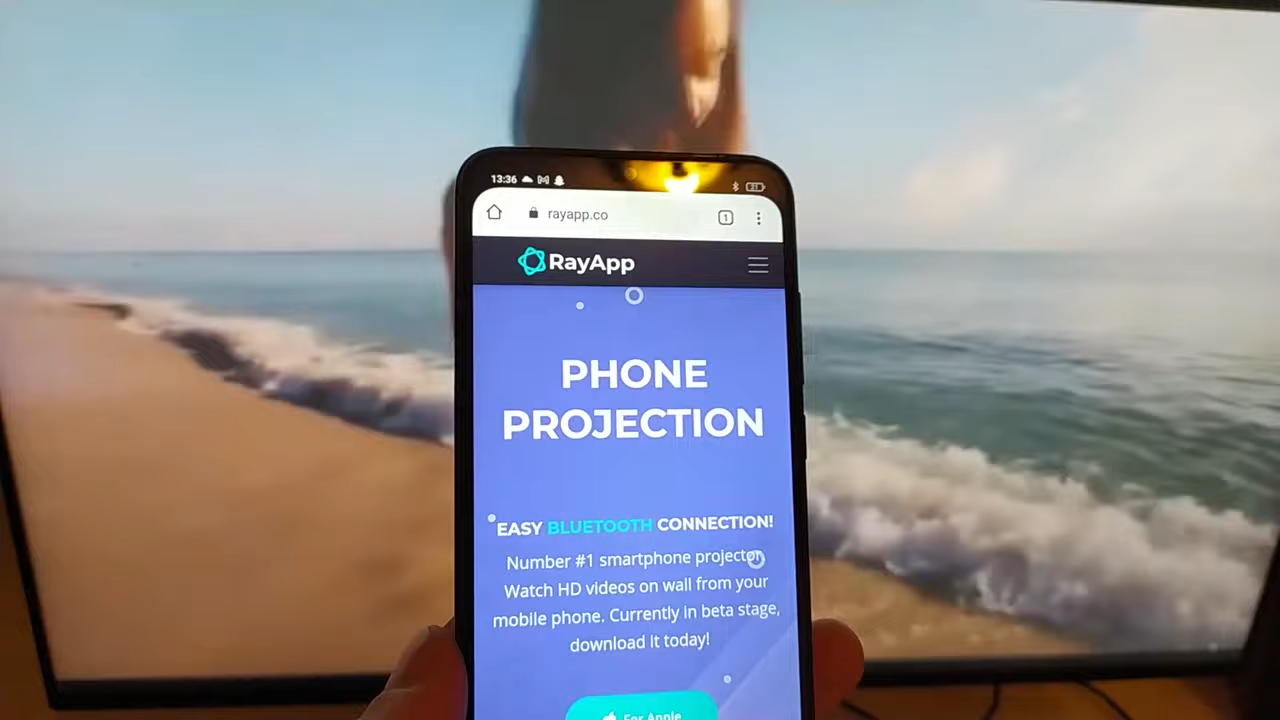 13:36
21
rayapp.co
1
RayApp
PHONE
PROJECTION
EASY BLUETOOTH CONNECTION!
Number #1 smartphone projector.
Watch HD videos on wall from your
mobile phone. Currently in beta stage,
download it today!
For Apple